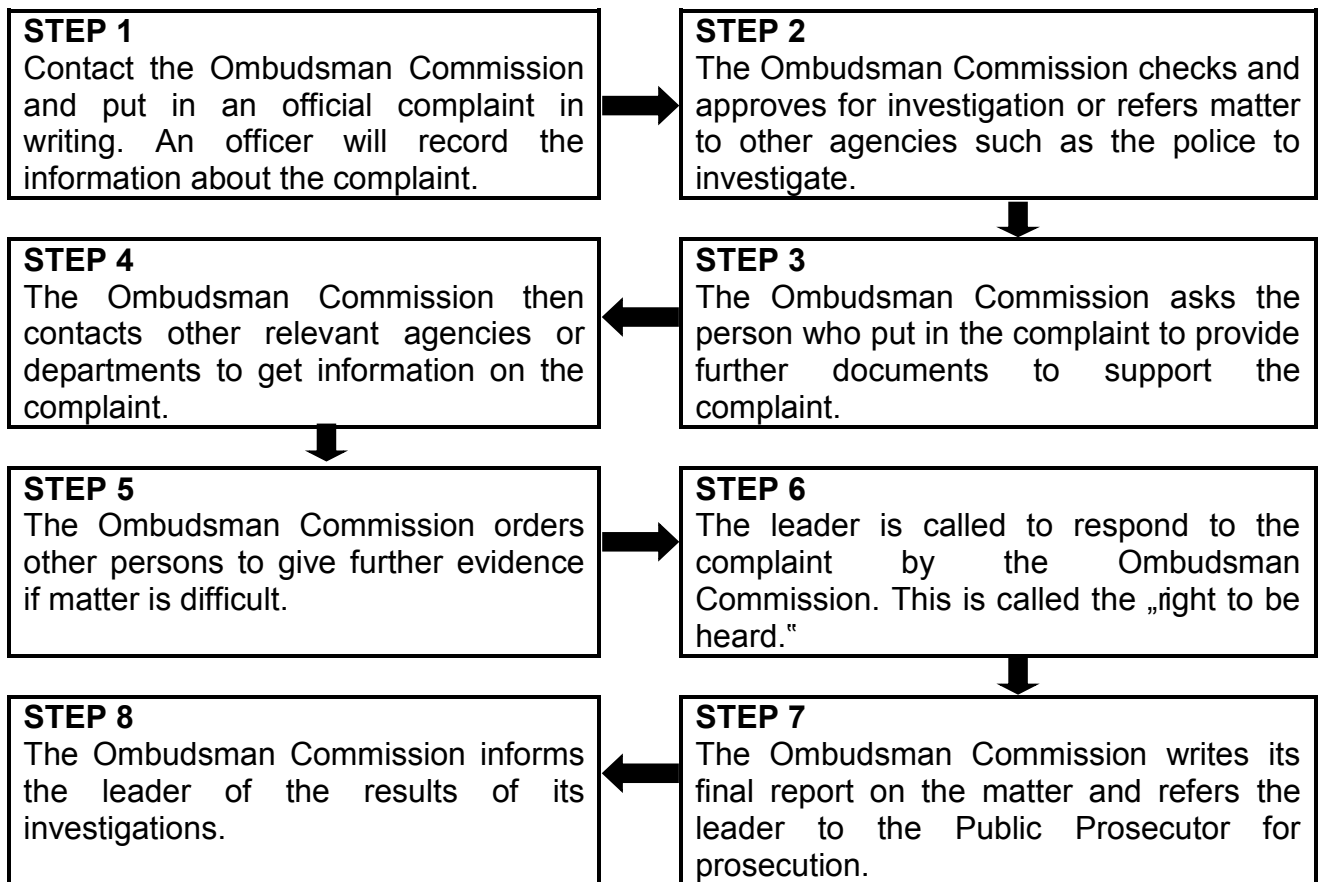 STEP 1
Contact the Ombudsman Commission
and put in an official complaint in
writing. An officer will record the
information about the complaint.
STEP 2
The Ombudsman Commission checks and
approves for investigation or refers matter
to other agencies such as the police to
investigate.
STEP 3
The Ombudsman Commission asks the
person who put in the complaint to provide
further documents to support the
complaint.
STEP 4
The Ombudsman Commission then
contacts other relevant agencies or
departments to get information on the
complaint.
STEP 5
The Ombudsman Commission orders
other persons to give further evidence
if matter is difficult.
STEP 6
The leader is called to respond to the
complaint by the Ombudsman
Commission. This is called the „right to be
heard.‟
STEP 7
The Ombudsman Commission writes its
final report on the matter and refers the
leader to the Public Prosecutor for
prosecution.
STEP 8
The Ombudsman Commission informs
the leader of the results of its
investigations.